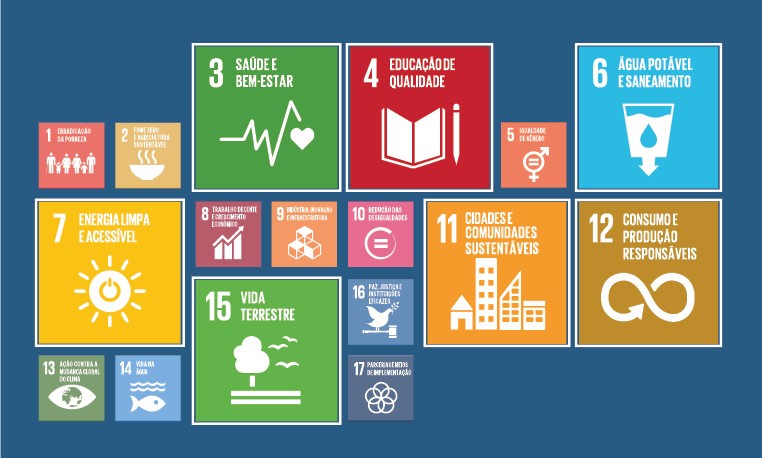 3 SAÚDE E
BEM-ESTAR
4 EDUCAÇÃO DE
QUALIDADE
6 ÁGUA POTÁVEL
E SANEAMENTO
1 ERRADICAÇÃO
DA POBREZA
2 FOME ZERO
E AGRICULTURA
SUSTENTÁVEL
5 IGUALDADE
DE GÊNERO
7 ENERGIA LIMPA
E ACESSÍVEL
8 TRABALHO DECENTE
E CRESCIMENTO
ECONÔMICO
9 INDÚSTRIA, INOVAÇÃO
E INFRAESTRUTURA
10 REDUÇÃO DAS
DESIGUALDADES
11 CIDADES E
COMUNIDADES
SUSTENTÁVEIS
12 CONSUMO E
PRODUÇÃO
RESPONSÁVEIS
15 VIDA
TERRESTRE
16 PAZ, JUSTIÇA E
INSTITUIÇÕES
EFICAZES
13 AÇÃO CONTRA A
MUDANÇA GLOBAL
DO CLIMA
14 VIDA NA
ÁGUA
17 PARCERIAS E MEIOS
DE IMPLEMENTAÇÃO